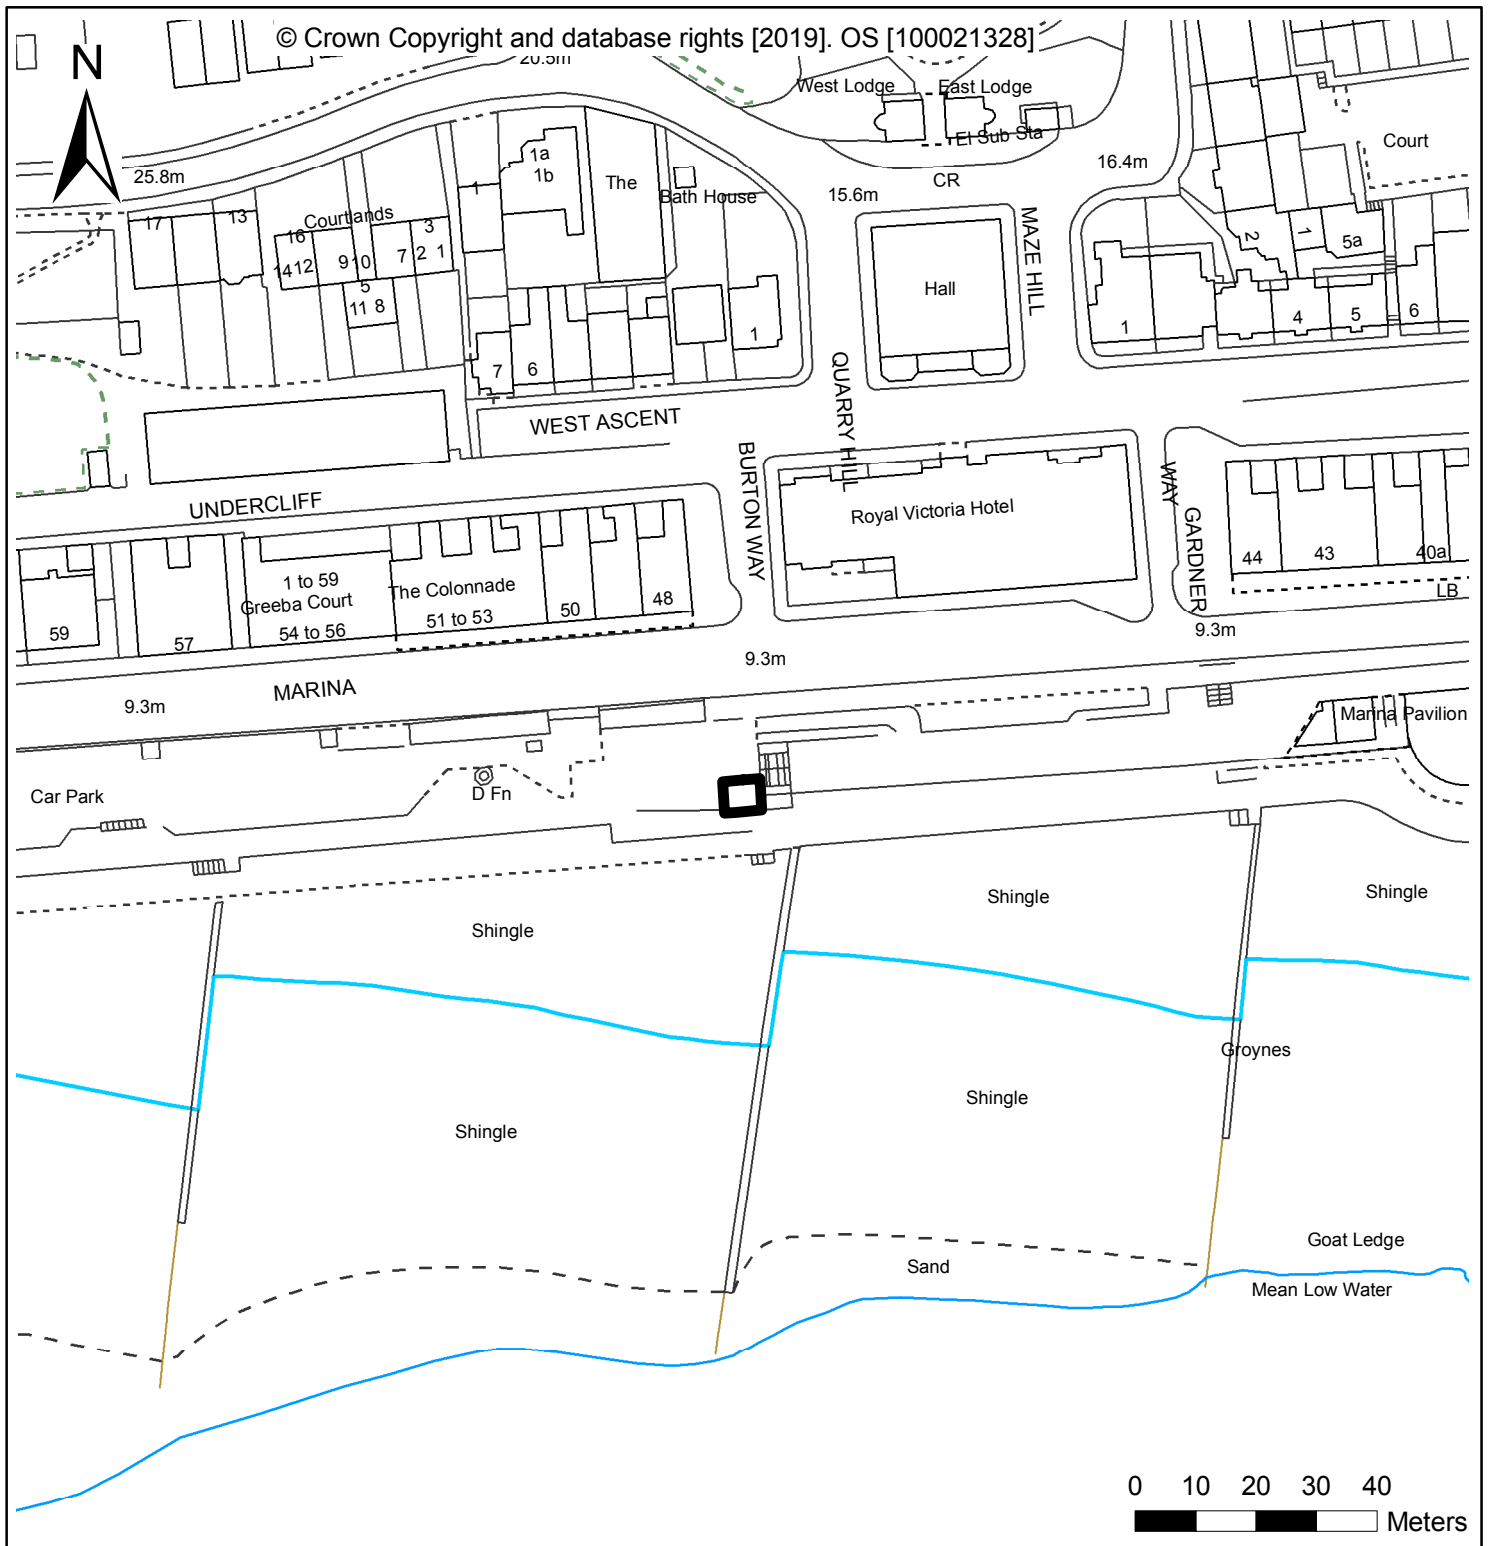 © Crown Copyright and database rights [2019]. OS [100021328]
N
20.5m
West Lodge
East Lodge
El Sub Sta
Court
25.8m
16.4m
15.6m
CR
1a
1b
The
Bath House
1
17
13
Courtlands
16
14
12
9
10
7
3
2
1
5
11
8
MAZE HILL
Hall
2
1
5a
1
4
5
6
7
6
1
QUARRY HILL
WEST ASCENT
BURTON WAY
UNDERCLIFF
Royal Victoria Hotel
GARDNER WAY
44
43
40a
LB
1 to 59
Greeba Court
54 to 56
The Colonnade
51 to 53
50
48
59
57
9.3m
9.3m
9.3m
MARINA
Marina Pavilion
Car Park
D Fn
Shingle
Shingle
Shingle
Groynes
Shingle
Shingle
Goat Ledge
Sand
Mean Low Water
0 10 20 30 40
Meters